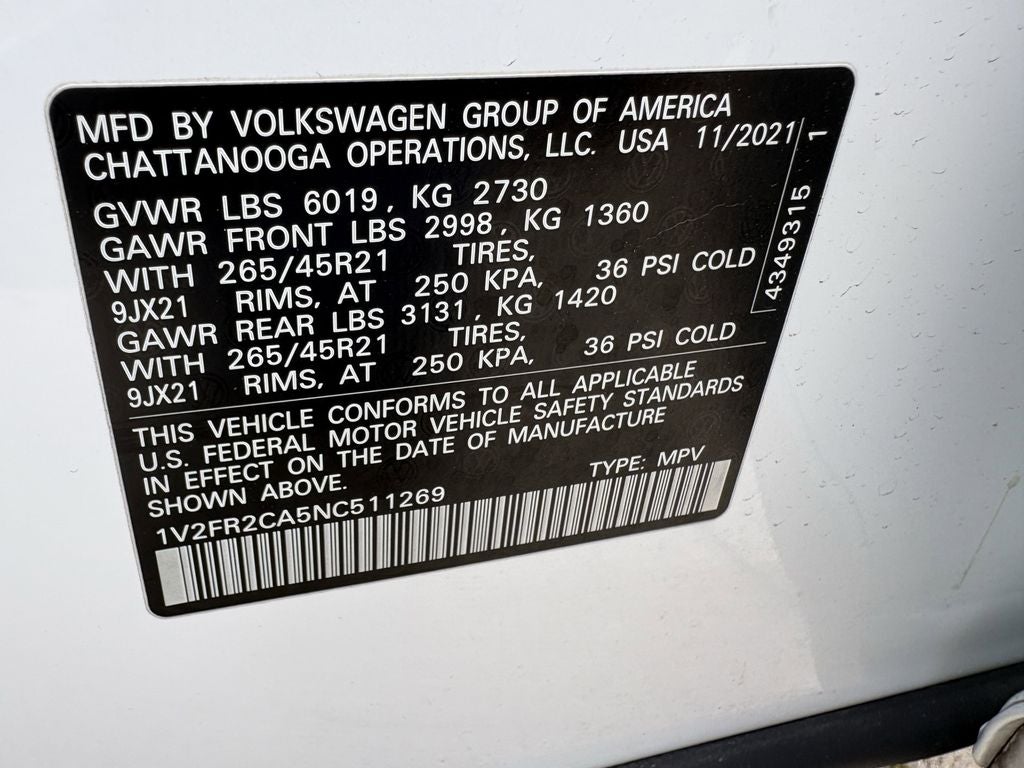 MFD BY VOLKSWAGEN GROUP OF AMERICA
CHATTANOOGA OPERATIONS, LLC. USA 11/2021
GVWR LBS 6019, KG 2730
GAWR FRONT LBS 2998, KG 1360
WITH 265/45R21 TIRES,
9JX21 RIMS, AT 250 KPA, 36 PSI COLD
GAWR REAR LBS 3131, KG 1420
WITH 265/45R21 TIRES,
9JX21 RIMS, AT 250 KPA, 36 PSI COLD
THIS VEHICLE CONFORMS TO ALL APPLICABLE
U.S. FEDERAL MOTOR VEHICLE SAFETY STANDARDS
IN EFFECT ON THE DATE OF MANUFACTURE
SHOWN ABOVE. TYPE: MPV
1V2FR2CA5NC511269
4349315 1